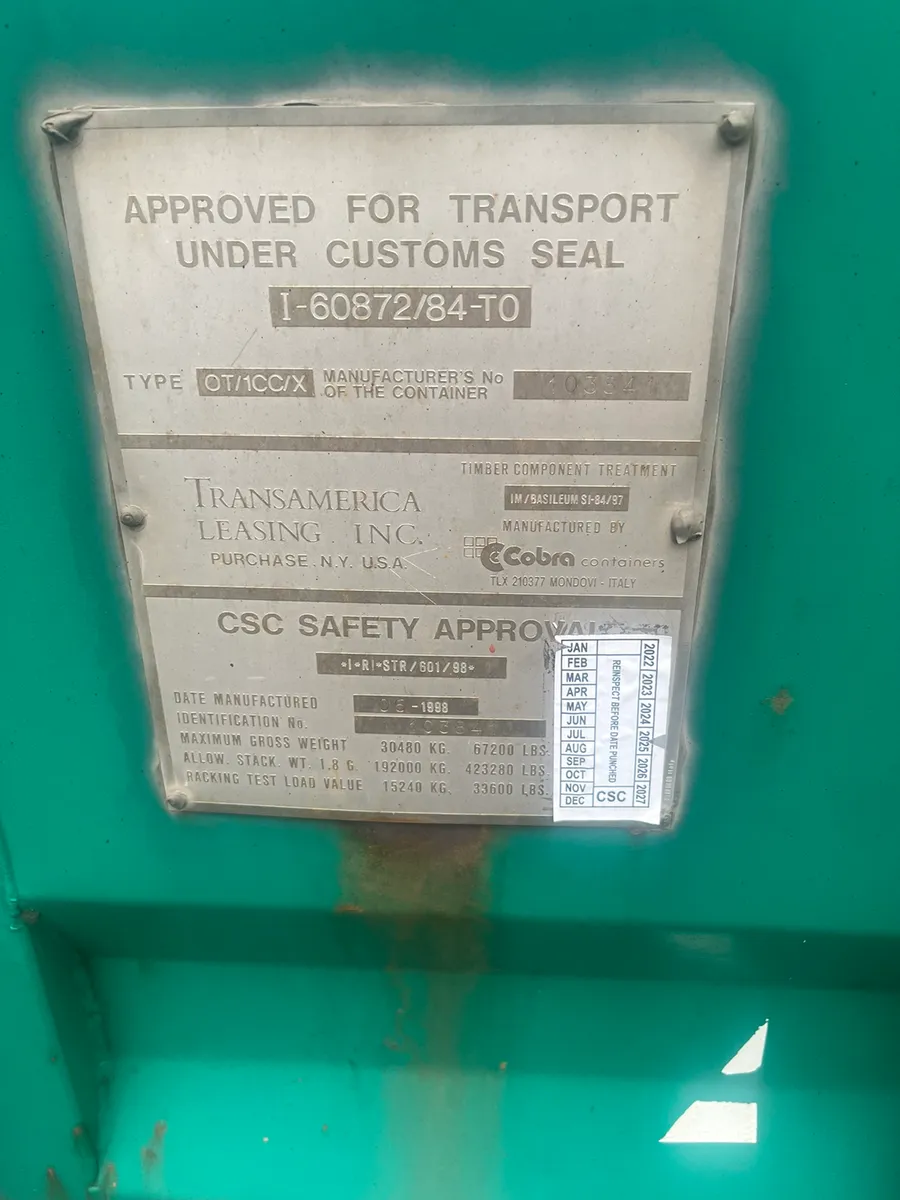 APPROVED FOR TRANSPORT
UNDER CUSTOMS SEAL
I-60872/84-TO
TYPE OT/1CC/X MANUFACTURER'S No
OF THE CONTAINER
TIMBER COMPONENT TREATMENT
IM/BASILEUM SI-84/97
TRANSAMERICA
LEASING INC.
PURCHASE. N.Y. U.S.A.
MANUFACTURED BY
Cobra containers
TLX 210377 MONDOVI - ITALY
CSC SAFETY APPROVAL
*I*RI*STR/601/98*
DATE MANUFACTURED 06-1998
IDENTIFICATION No.
MAXIMUM GROSS WEIGHT 30480 KG. 67200 LBS.
ALLOW. STACK. WT. 1.8 G. 192000 KG. 423280 LBS
RACKING TEST LOAD VALUE 15240 KG. 33600 LBS.
JAN
FEB
MAR
APR
MAY
JUN
JUL
AUG
SEP
OCT
NOV
DEC
REINSPECT BEFORE DATE PUNCHED
CSC
2022 2023 2024 2025 2026 2027